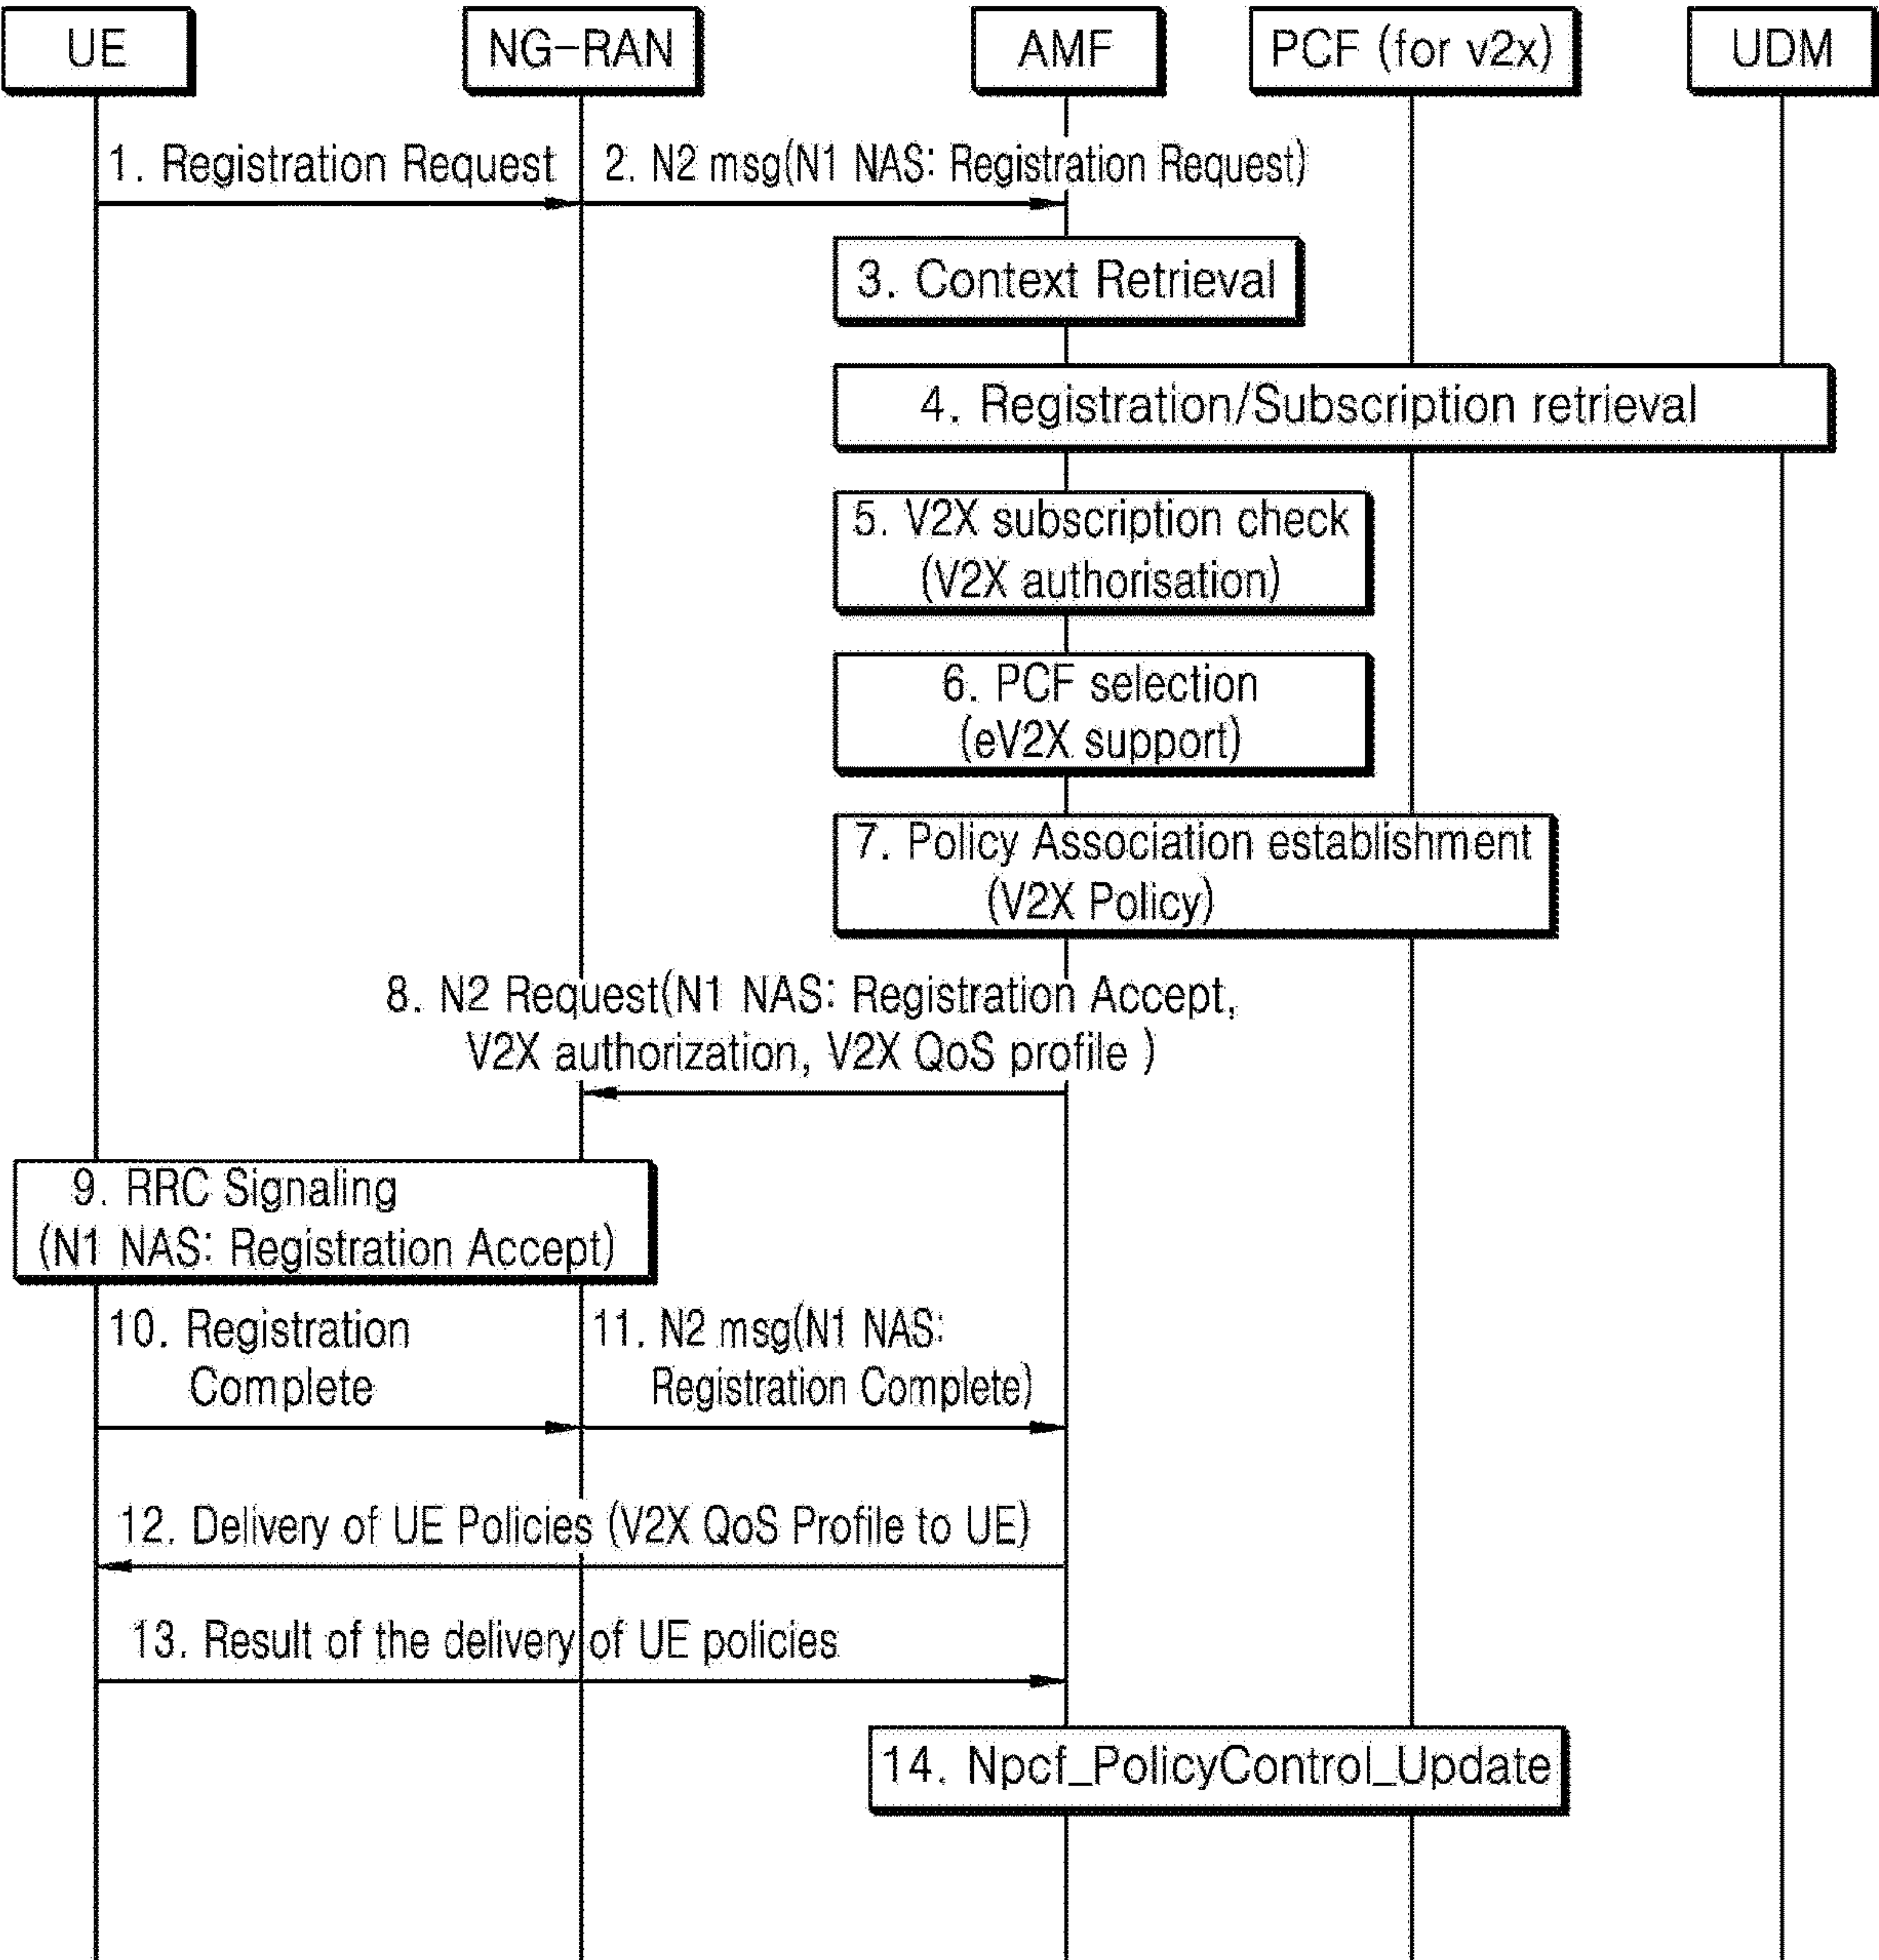 UE
NG-RAN
AMF
PCF (for v2x)
UDM
1. Registration Request
2. N2 msg(N1 NAS: Registration Request)
3. Context Retrieval
4. Registration/Subscription retrieval
5. V2X subscription check
(V2X authorisation)
6. PCF selection
(eV2X support)
7. Policy Association establishment
(V2X Policy)
8. N2 Request(N1 NAS: Registration Accept,
V2X authorization, V2X QoS profile )
9. RRC Signaling
(N1 NAS: Registration Accept)
10. Registration
Complete
11. N2 msg(N1 NAS:
Registration Complete)
12. Delivery of UE Policies (V2X QoS Profile to UE)
13. Result of the delivery of UE policies
14. Npcf_PolicyControl_Update